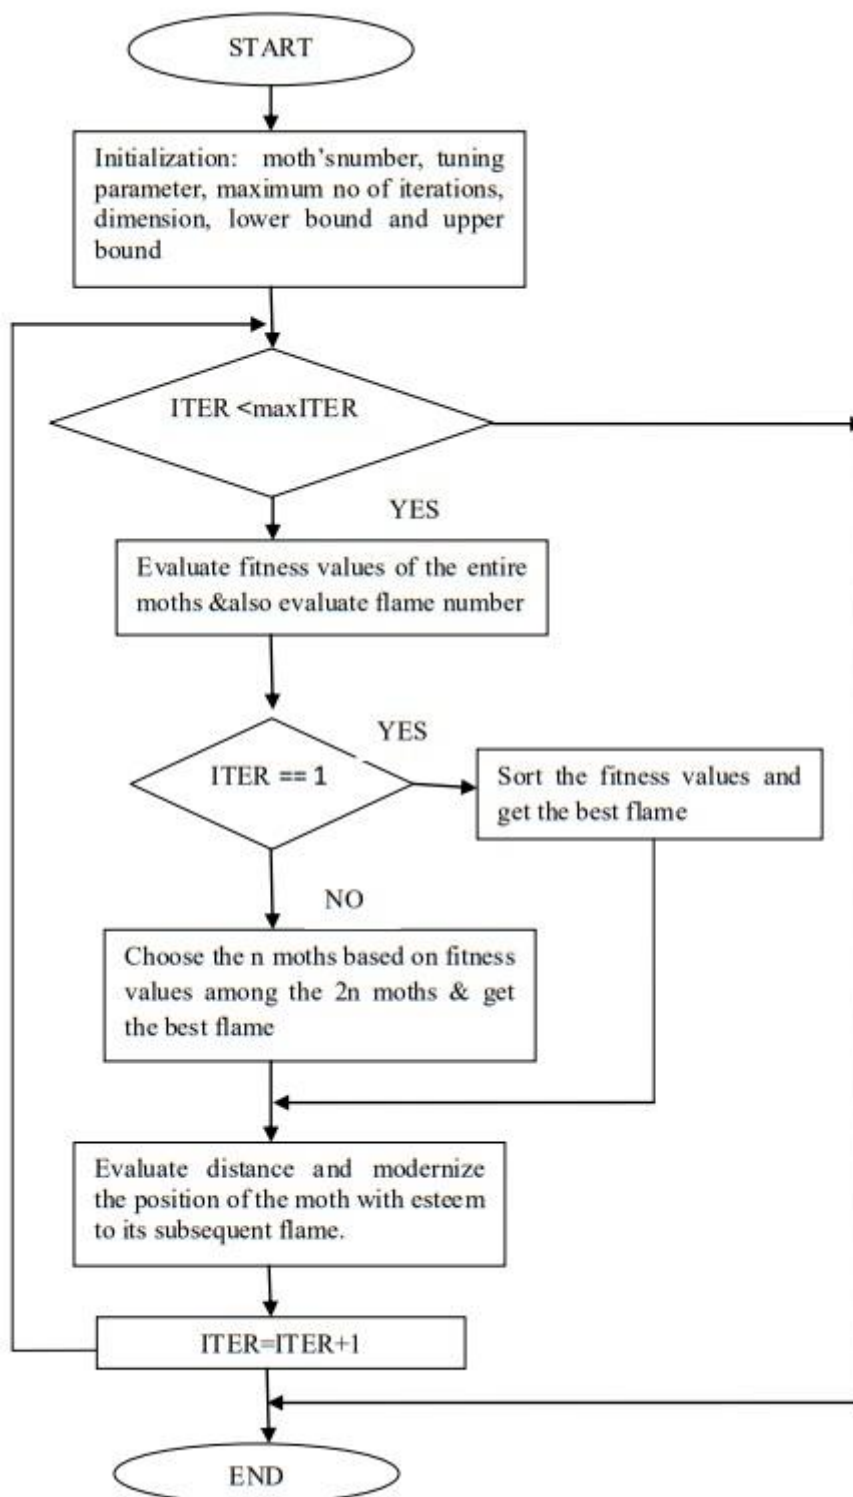 START
Initialization: moth'snumber, tuning
parameter, maximum no of iterations,
dimension, lower bound and upper
bound
ITER <maxITER
YES
Evaluate fitness values of the entire
moths &also evaluate flame number
YES
ITER == 1
Sort the fitness values and
get the best flame
NO
Choose the n moths based on fitness
values among the 2n moths & get
the best flame
Evaluate distance and modernize
the position of the moth with esteem
to its subsequent flame.
ITER=ITER+1
END